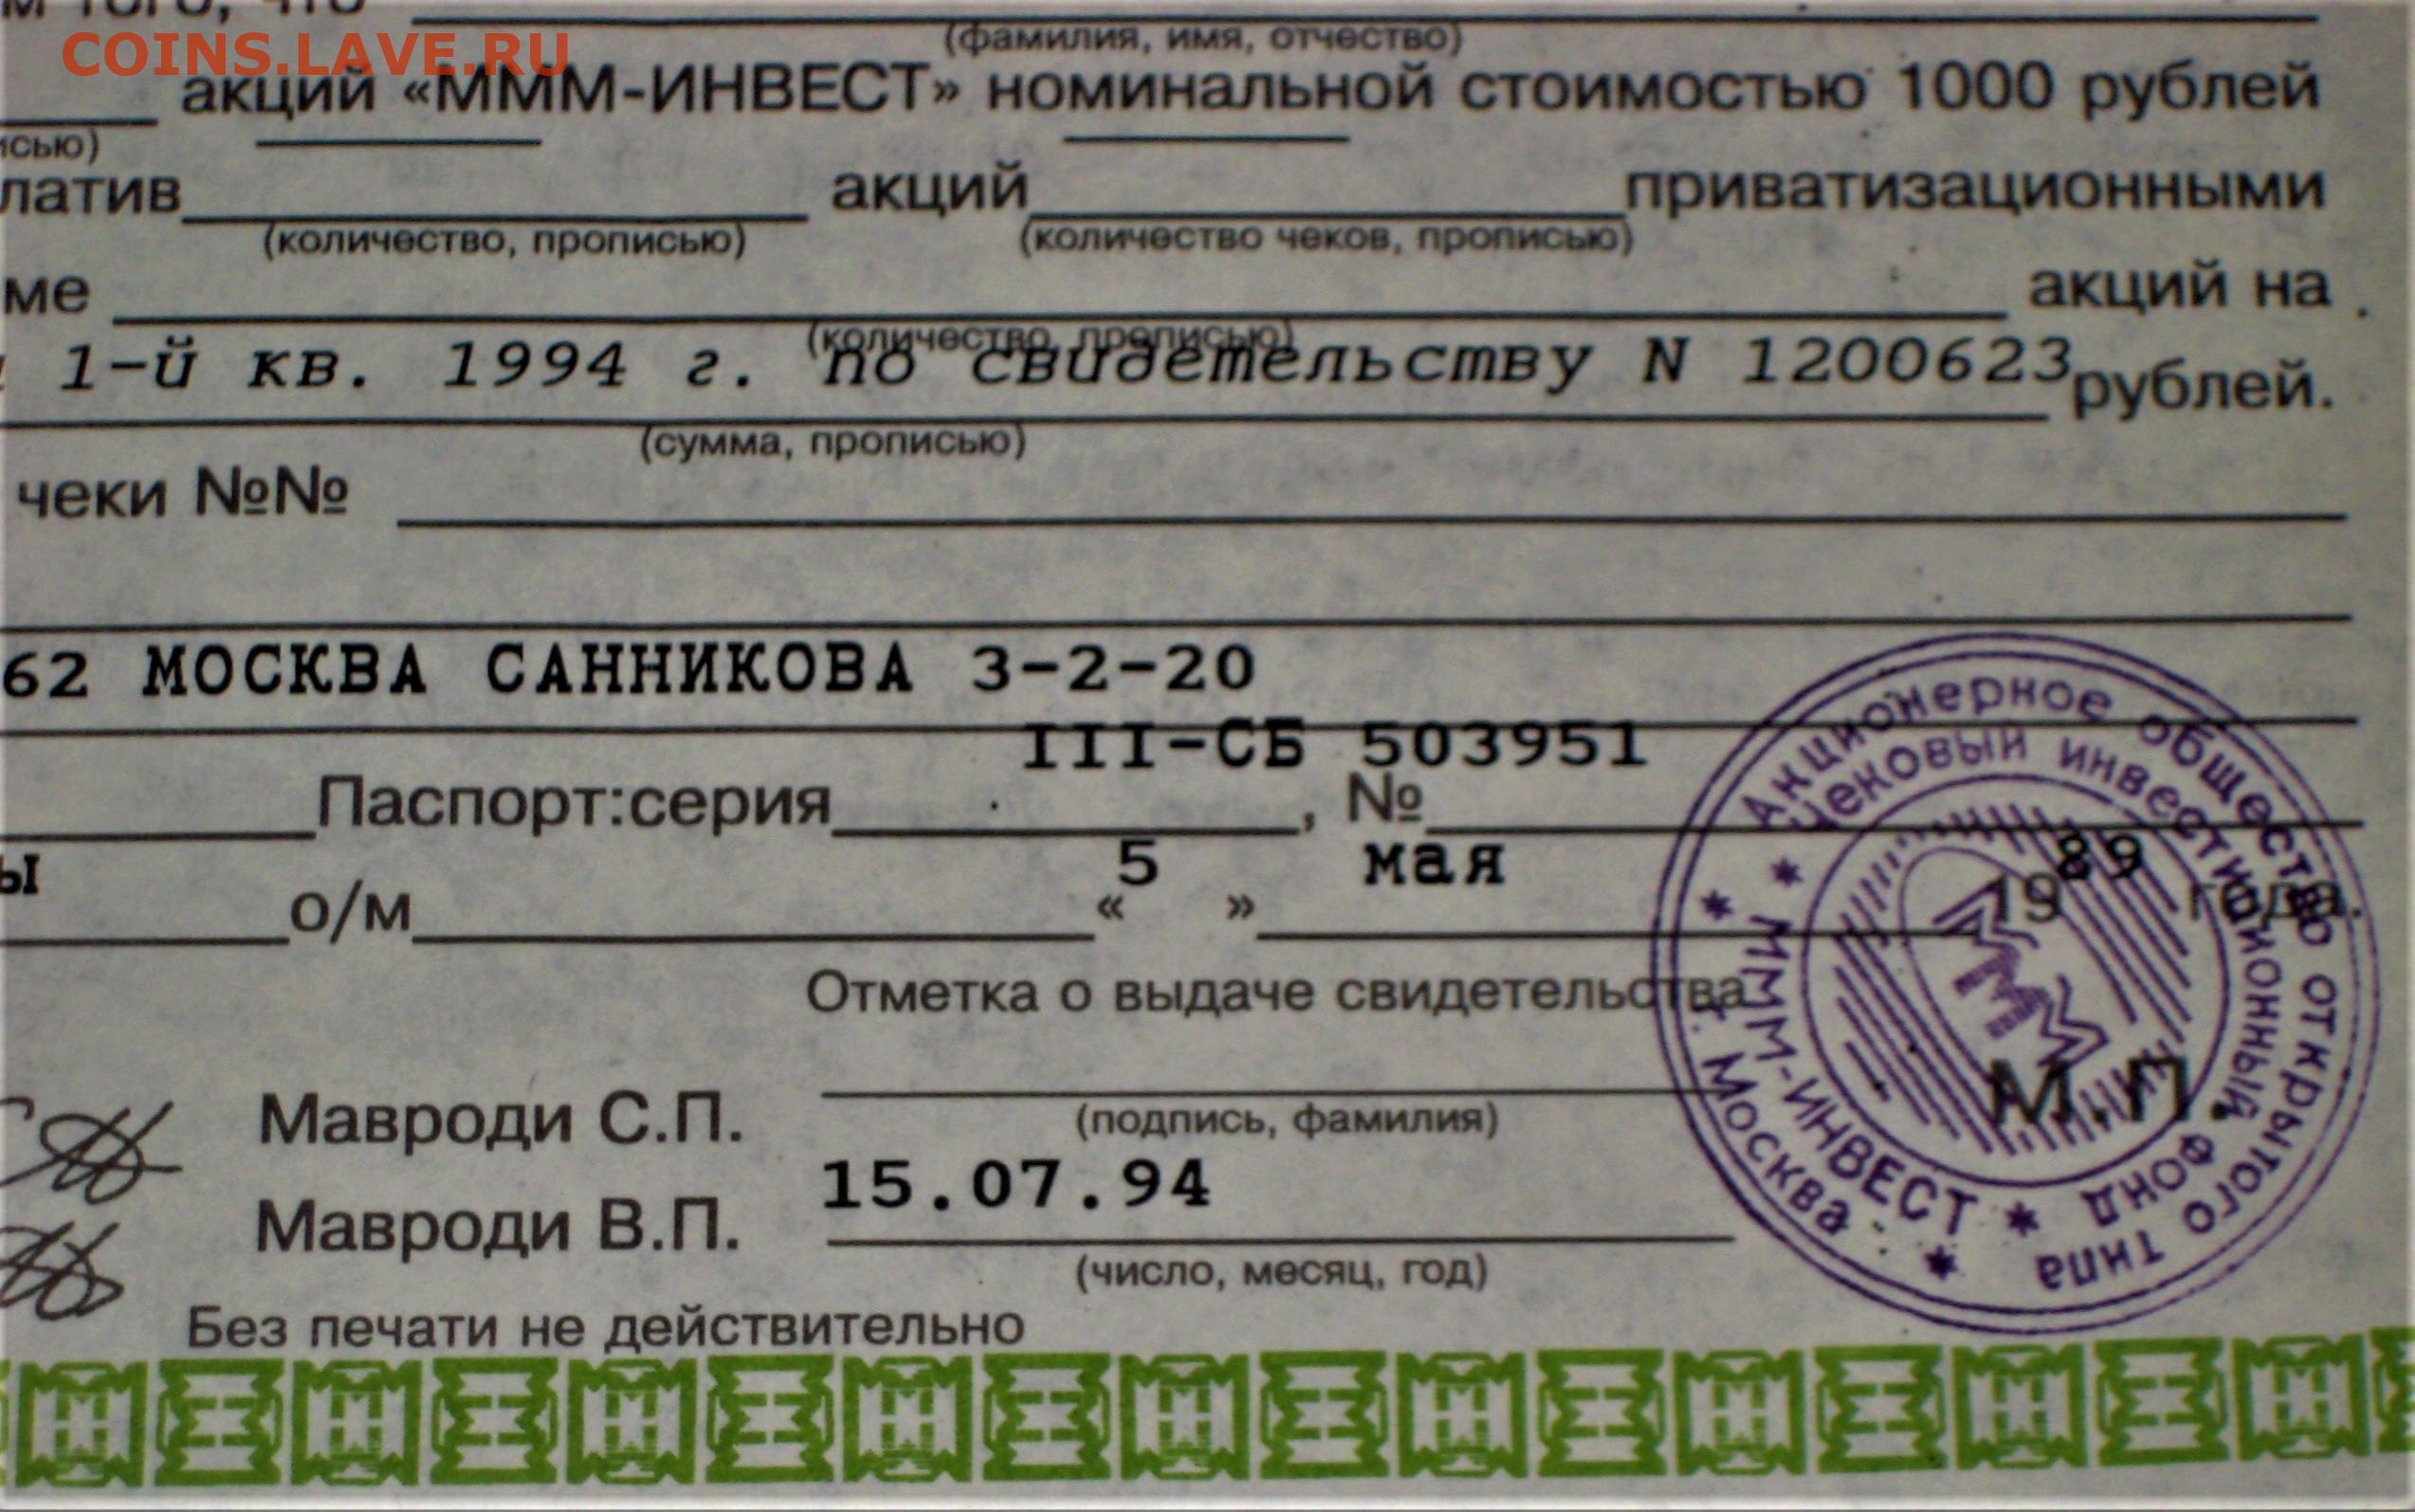 м того, что
COINS.LAVE.RU
(фамилия, имя, отчество)
акций «МММ-ИНВЕСТ» номинальной стоимостью 1000 рублей
исью)
латив акций приватизационными
(количество, прописью) (количество чеков, прописью)
ме акций на
(количество, прописью)
1-й кв. 1994 г. по свидетельству N 1200623 рублей.
(сумма, прописью)
чеки №№
62 МОСКВА САННИКОВА 3-2-20
III-СБ 503951
Паспорт:серия , №
ы 5 мая 89
о/м « » 19 года.
Отметка о выдаче свидетельства
Мавроди С.П.
(подпись, фамилия)
15.07.94
Мавроди В.П.
(число, месяц, год)
Без печати не действительно
М.П.
Акционерное общество открытого типа * г. Москва *
* Чековый инвестиционный фонд * МММ-ИНВЕСТ
МММ